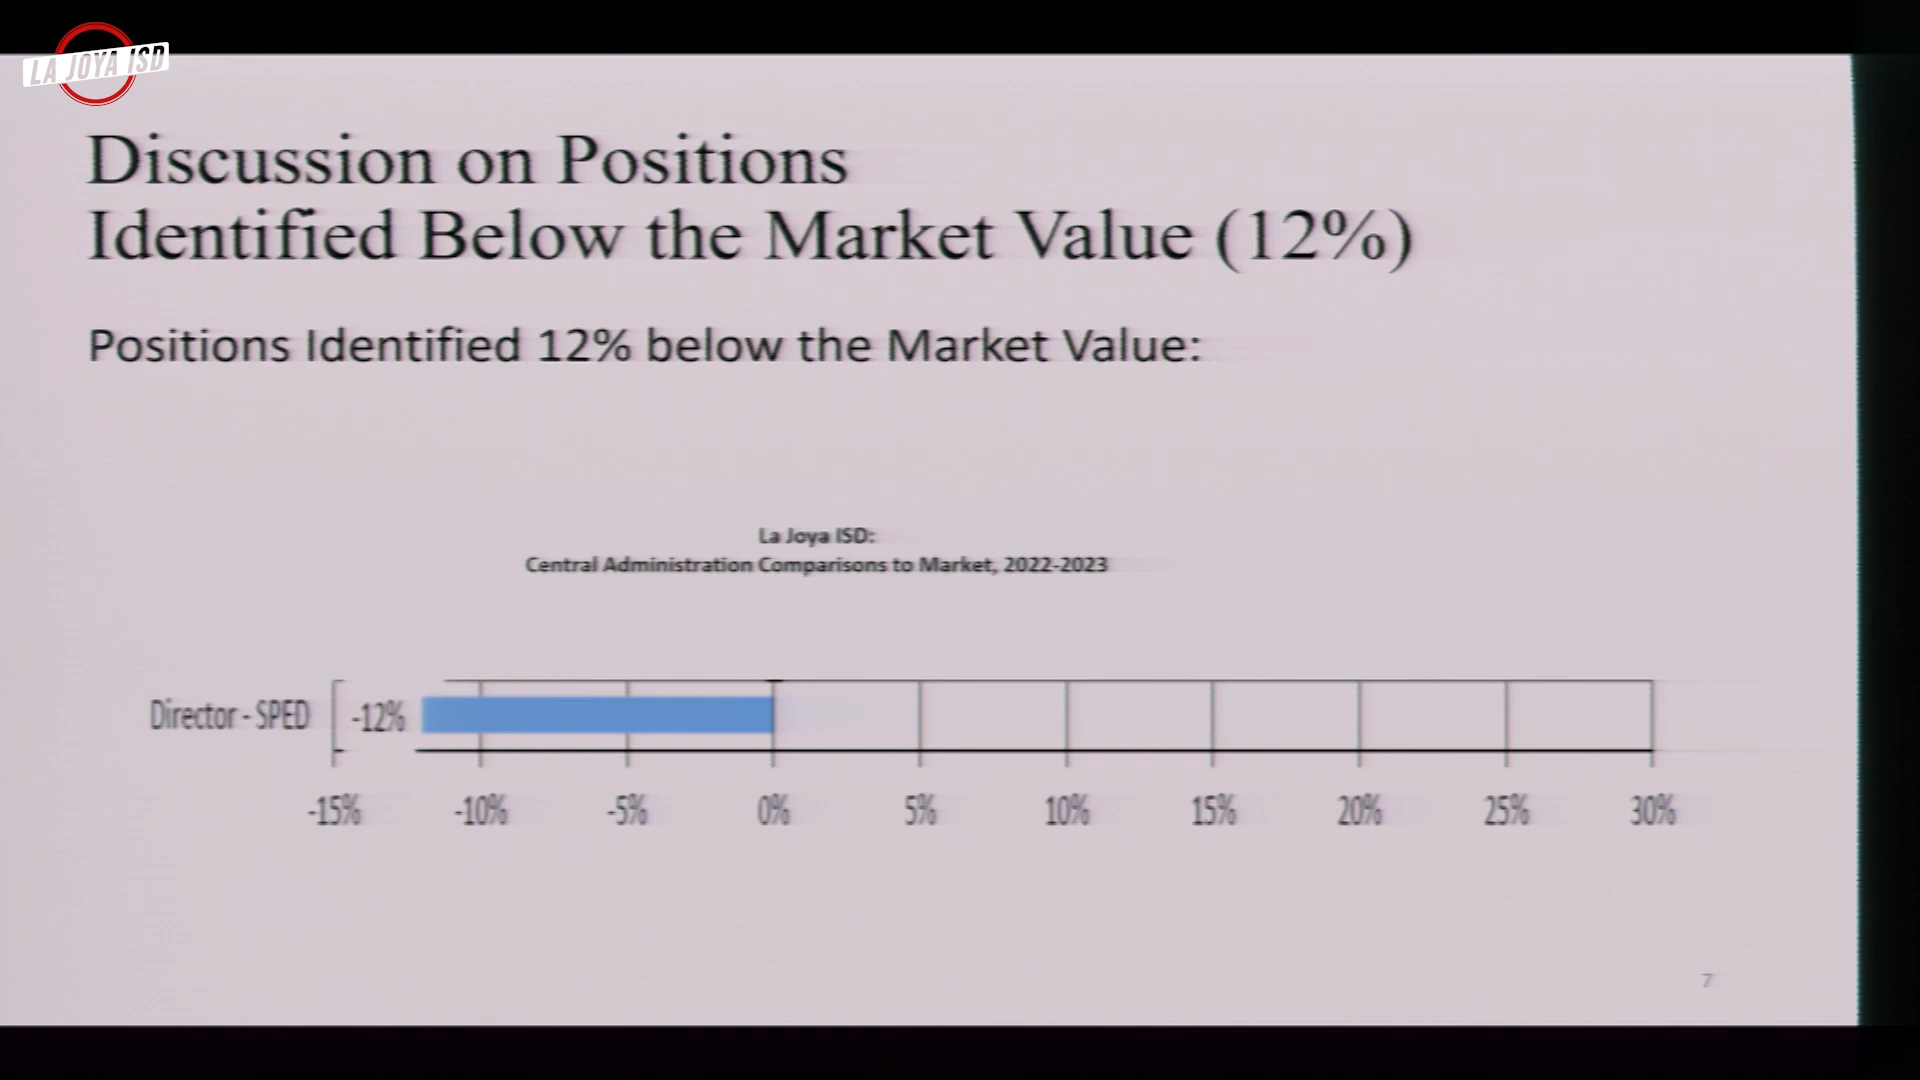 LA JOYA ISD
Discussion on Positions
Identified Below the Market Value (12%)
Positions Identified 12% below the Market Value:
La Joya ISD:
Central Administration Comparisons to Market, 2022-2023
Director - SPED -12%
-15% -10% -5% 0% 5% 10% 15% 20% 25% 30%
7